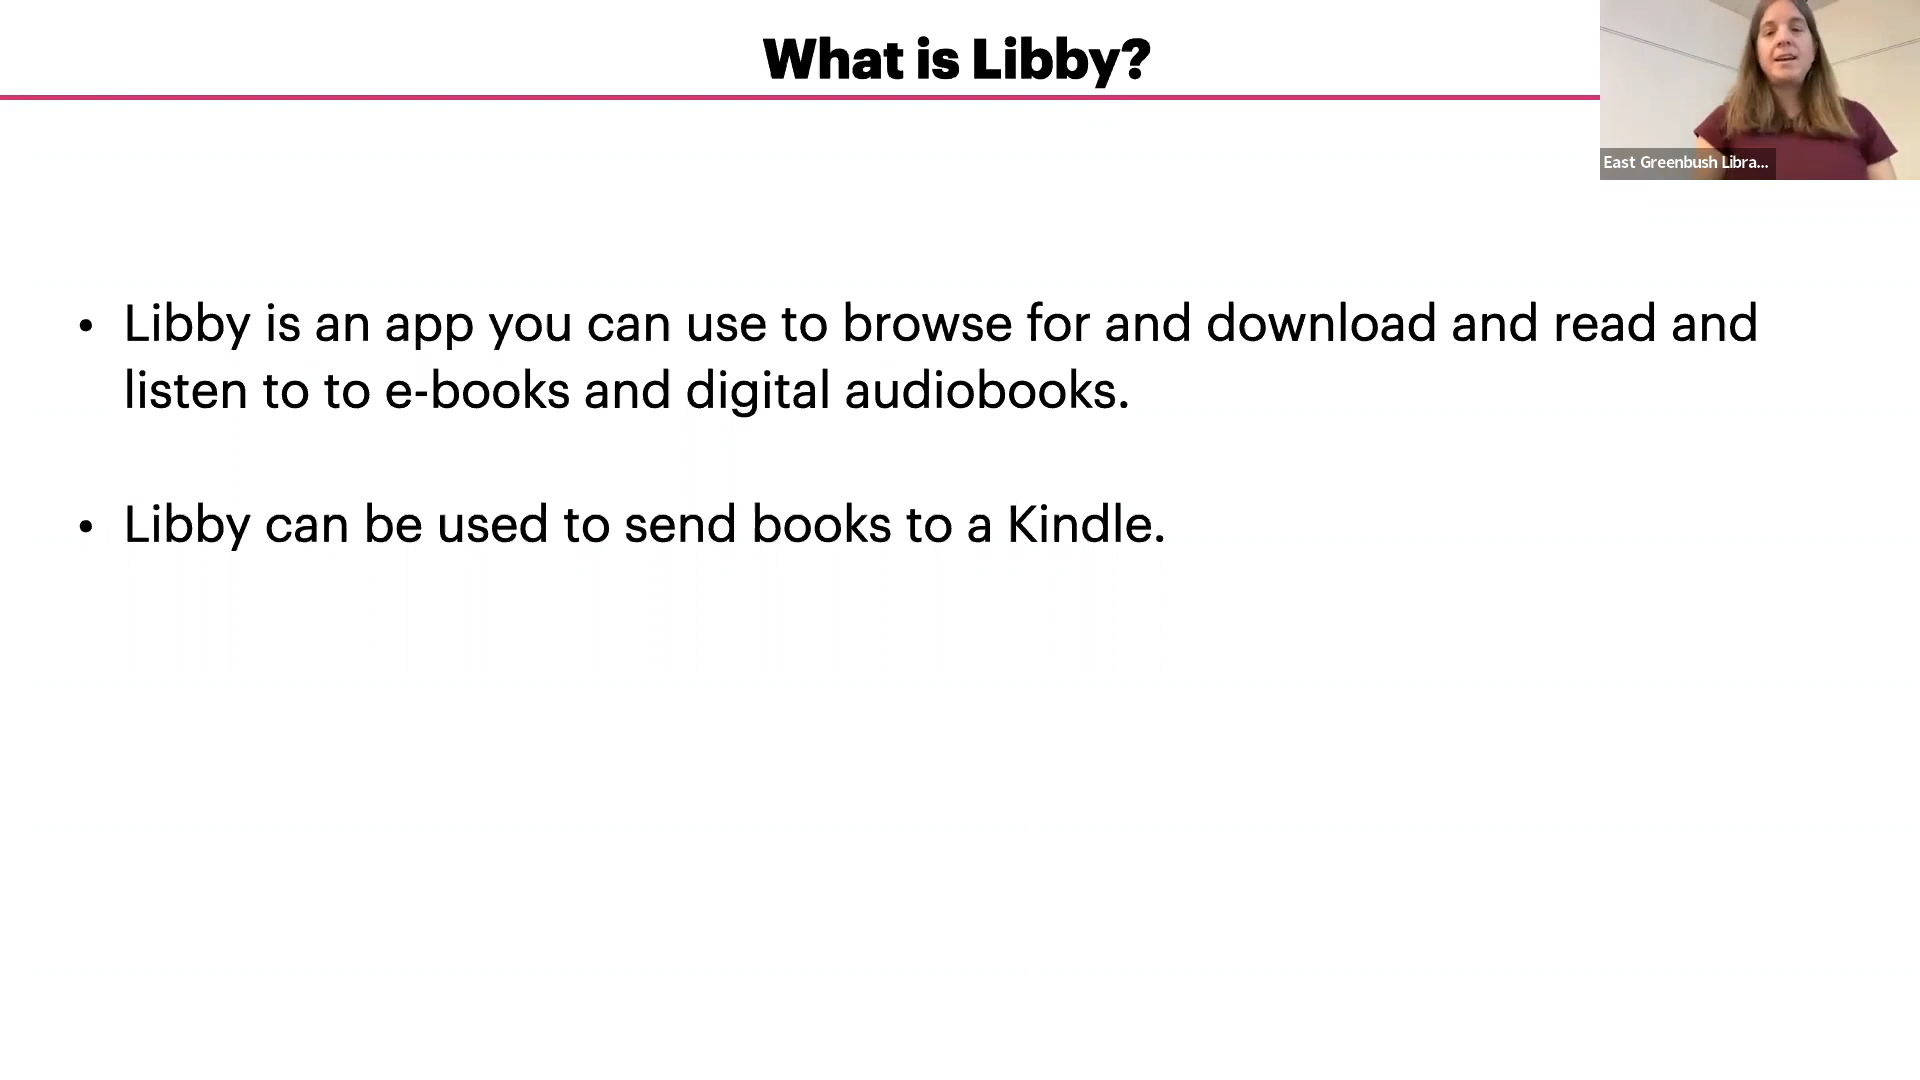 What is Libby?
East Greenbush Libra...
• Libby is an app you can use to browse for and download and read and
listen to to e-books and digital audiobooks.
• Libby can be used to send books to a Kindle.